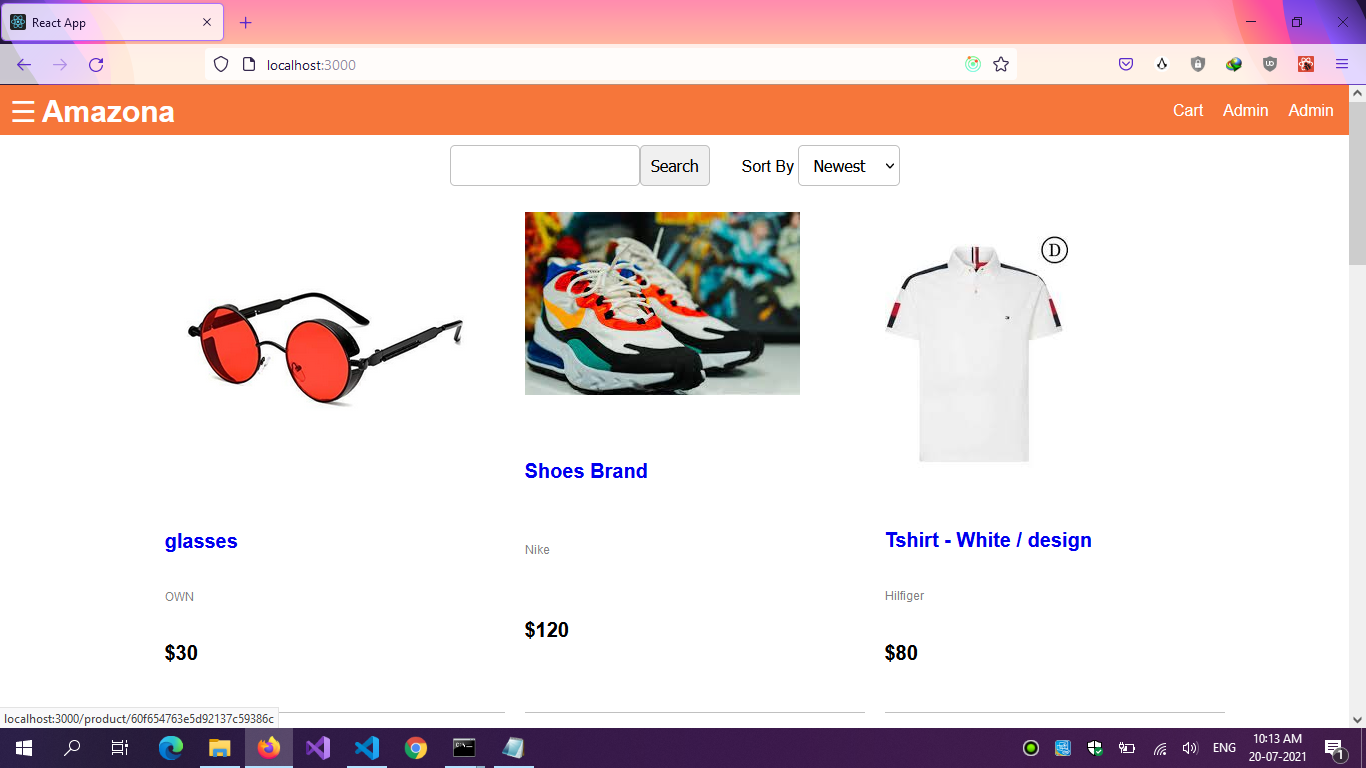 React App
localhost:3000
☰ Amazona
Cart Admin Admin
Search Sort By Newest
D
Shoes Brand
glasses
Tshirt - White / design
Nike
OWN
Hilfiger
$120
$30
$80
localhost:3000/product/60f654763e5d92137c59386c
ENG
10:13 AM
20-07-2021
1